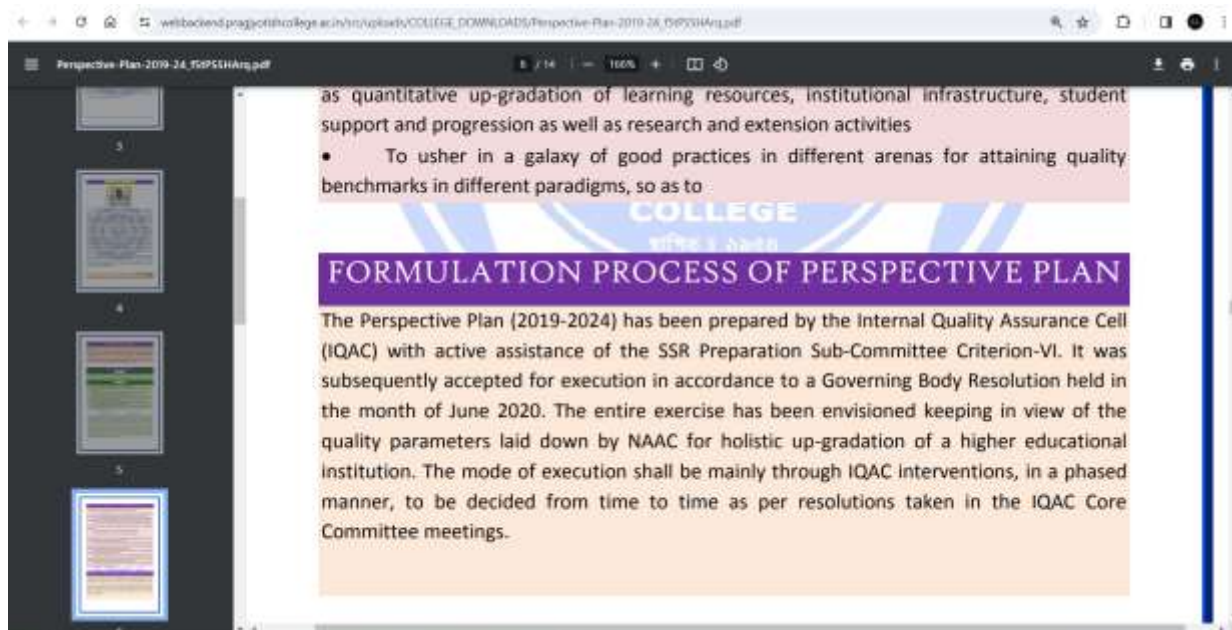 Perspective-Plan-2019-24_fStPSSHArq.pdf
6 / 14
100%
as quantitative up-gradation of learning resources, institutional infrastructure, student
support and progression as well as research and extension activities
• To usher in a galaxy of good practices in different arenas for attaining quality
benchmarks in different paradigms, so as to
COLLEGE
FORMULATION PROCESS OF PERSPECTIVE PLAN
The Perspective Plan (2019-2024) has been prepared by the Internal Quality Assurance Cell
(IQAC) with active assistance of the SSR Preparation Sub-Committee Criterion-VI. It was
subsequently accepted for execution in accordance to a Governing Body Resolution held in
the month of June 2020. The entire exercise has been envisioned keeping in view of the
quality parameters laid down by NAAC for holistic up-gradation of a higher educational
institution. The mode of execution shall be mainly through IQAC interventions, in a phased
manner, to be decided from time to time as per resolutions taken in the IQAC Core
Committee meetings.
3
4
5